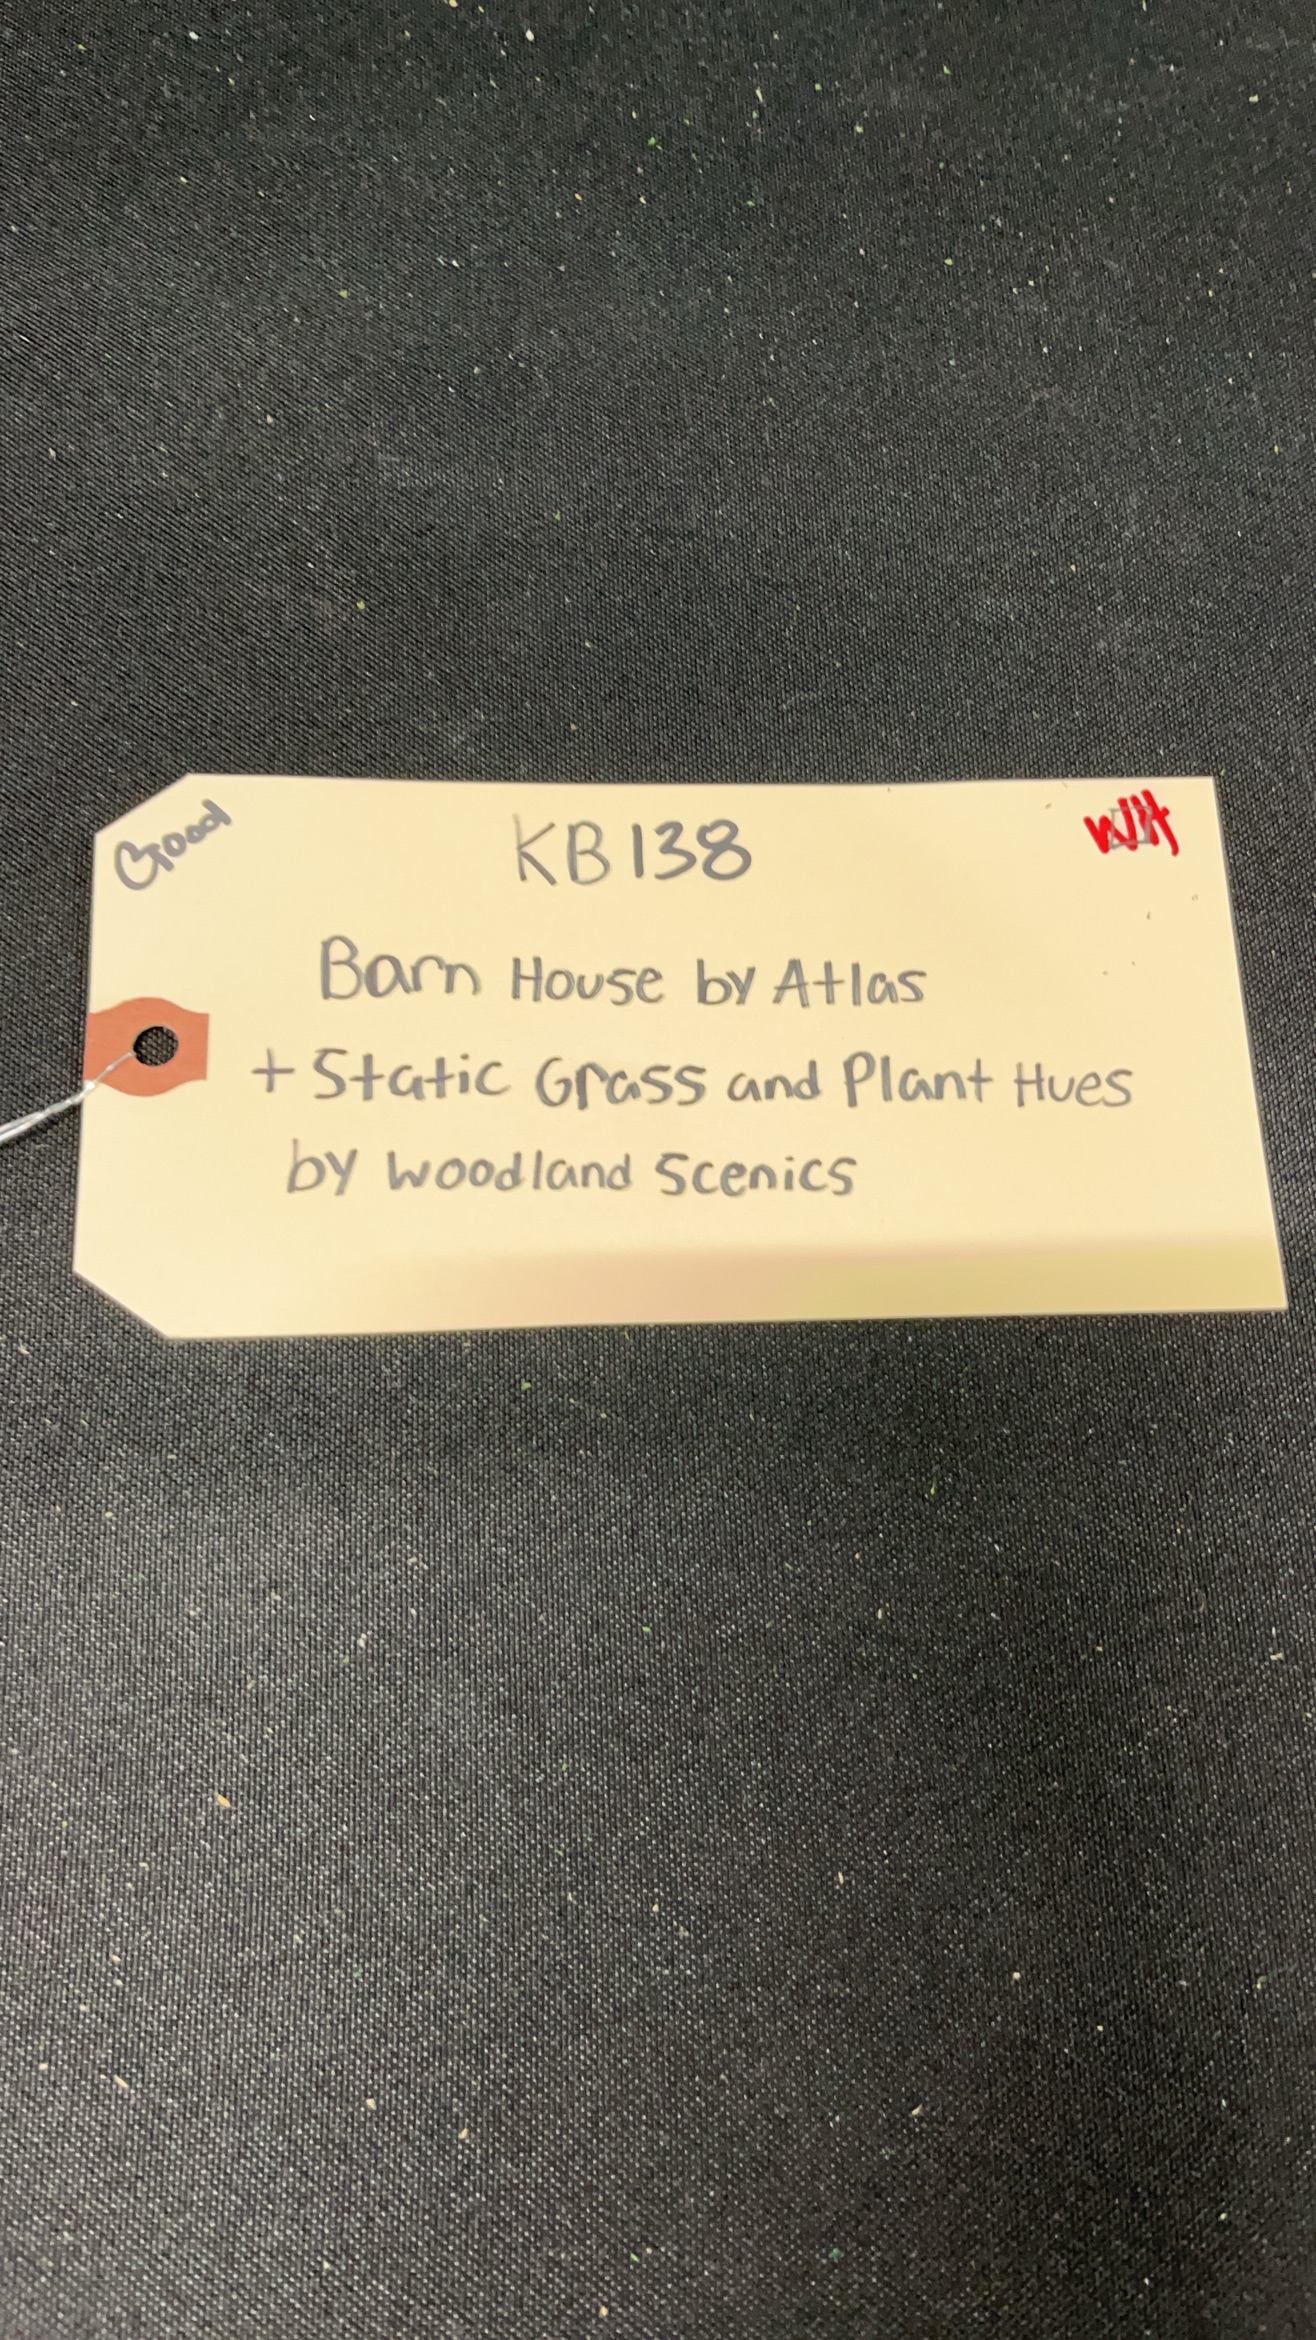 Good
KB138
Barn House by Atlas
+ Static Grass and Plant Hues
by Woodland Scenics